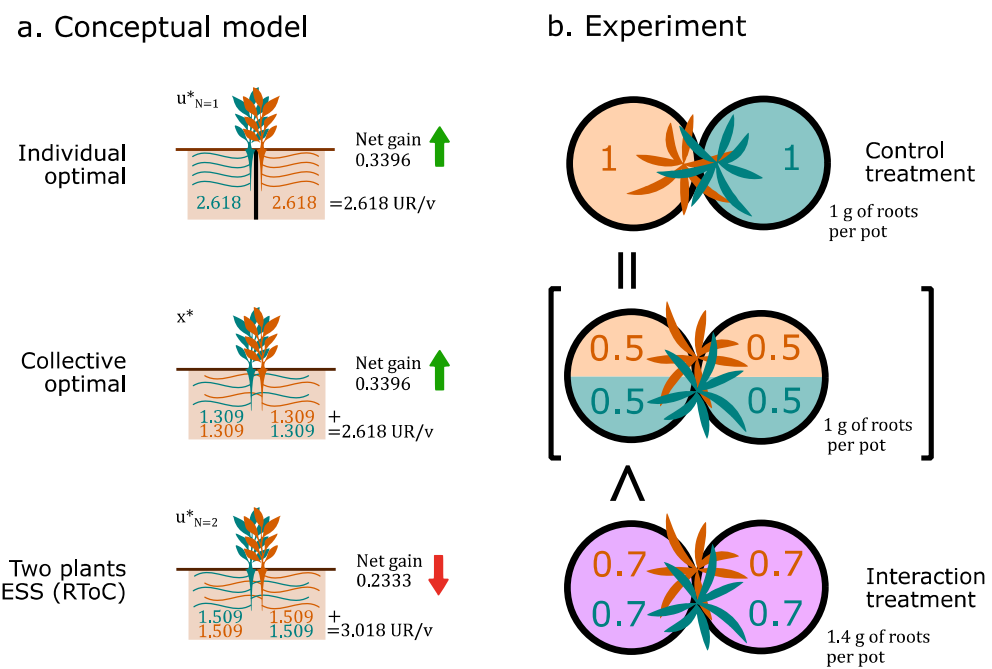 a. Conceptual model
u*N=1
Individual
optimal
Net gain
0.3396
2.618 2.618 =2.618 UR/v
x*
Collective
optimal
Net gain
0.3396
1.309 1.309 +
1.309 1.309 =2.618 UR/v
u*N=2
Two plants
ESS (RToC)
Net gain
0.2333
1.509 1.509 +
1.509 1.509 =3.018 UR/v
b. Experiment
1 1
Control
treatment
1 g of roots
per pot
=
[ 0.5 0.5 ]
0.5 0.5
1 g of roots
per pot
<
0.7 0.7
0.7 0.7
Interaction
treatment
1.4 g of roots
per pot